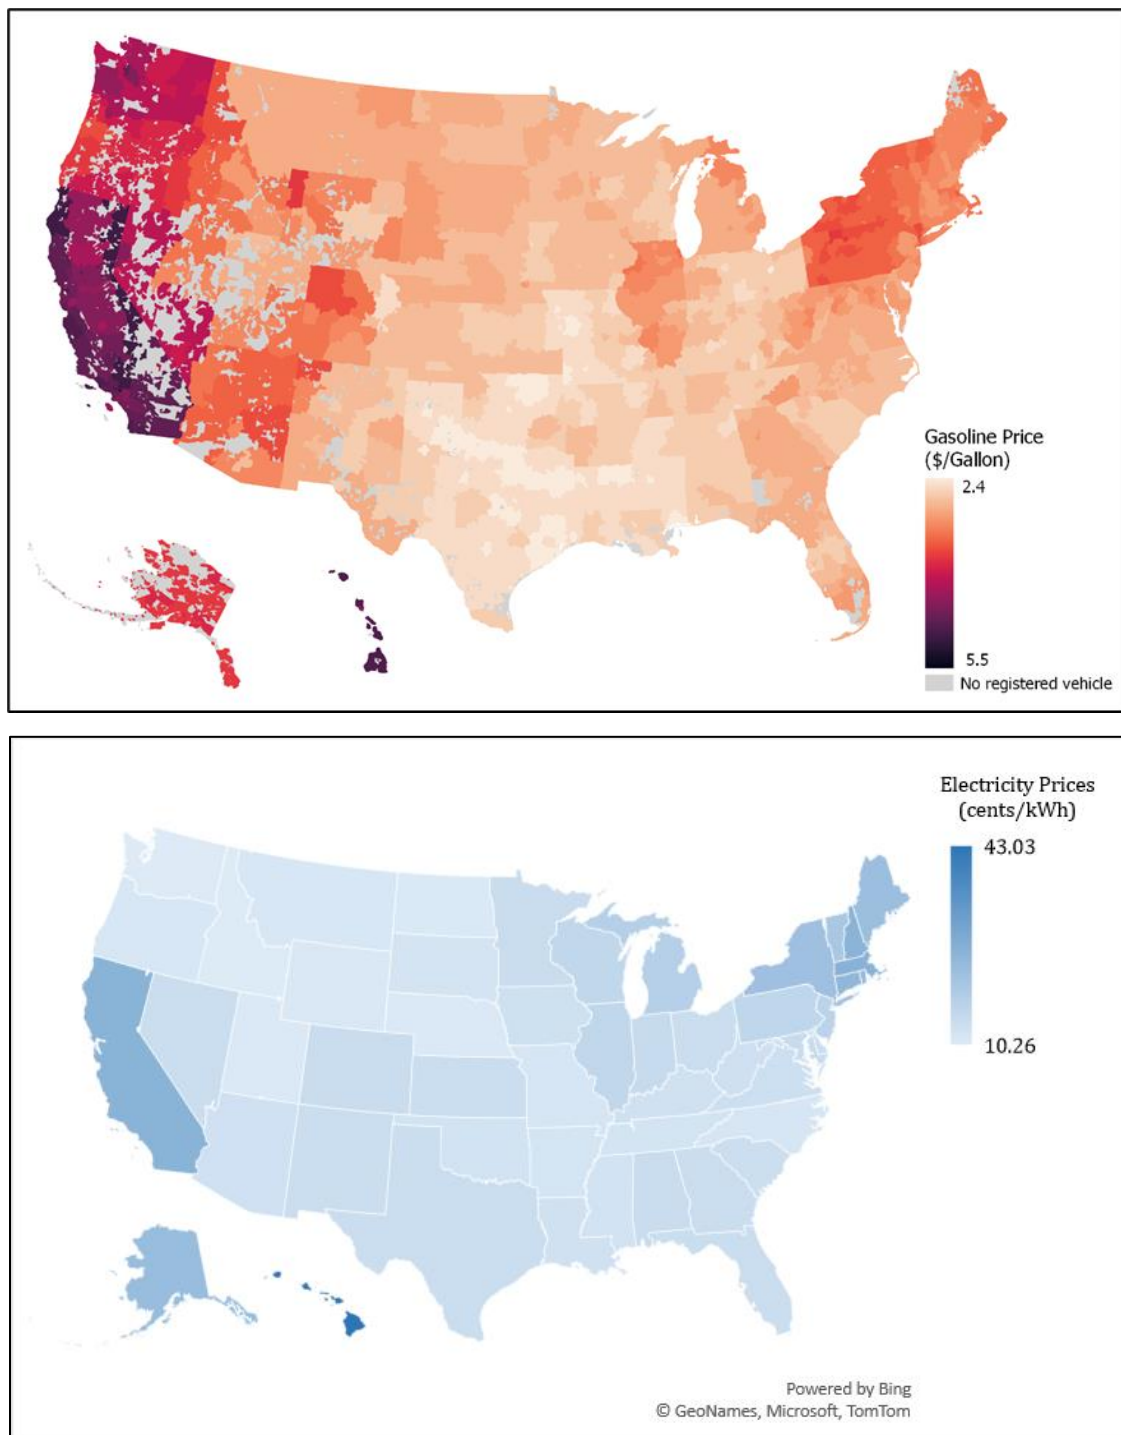 Gasoline Price
($/Gallon)
2.4
5.5
No registered vehicle
Electricity Prices
(cents/kWh)
43.03
10.26
Powered by Bing
© GeoNames, Microsoft, TomTom